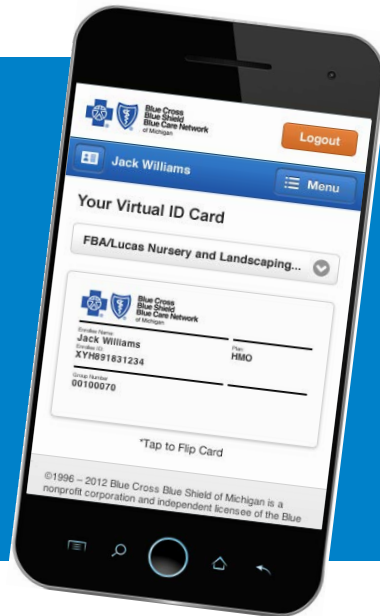 Blue Cross
Blue Shield
Blue Care Network
of Michigan
Logout
Jack Williams
Menu
Your Virtual ID Card
FBA/Lucas Nursery and Landscaping...
Blue Cross
Blue Shield
Blue Care Network
of Michigan
Enrollee Name
Jack Williams
Plan
HMO
Enrollee ID
XYH891831234
Group Number
00100070
*Tap to Flip Card
©1996 – 2012 Blue Cross Blue Shield of Michigan is a
nonprofit corporation and independent licensee of the Blue